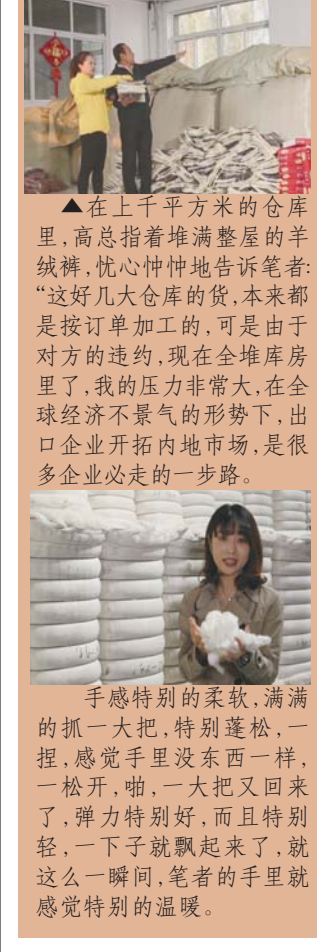 ▲在上千平方米的仓库
里,高总指着堆满整屋的羊
绒裤,忧心忡忡地告诉笔者:
“这好几大仓库的货,本来都
是按订单加工的,可是由于
对方的违约,现在全堆库房
里了,我的压力非常大,在全
球经济不景气的形势下,出
口企业开拓内地市场,是很
多企业必走的一步路。
手感特别的柔软,满满
的抓一大把,特别蓬松,一
捏,感觉手里没东西一样,
一松开,啪,一大把又回来
了,弹力特别好,而且特别
轻,一下子就飘起来了,就
这么一瞬间,笔者的手里就
感觉特别的温暖。